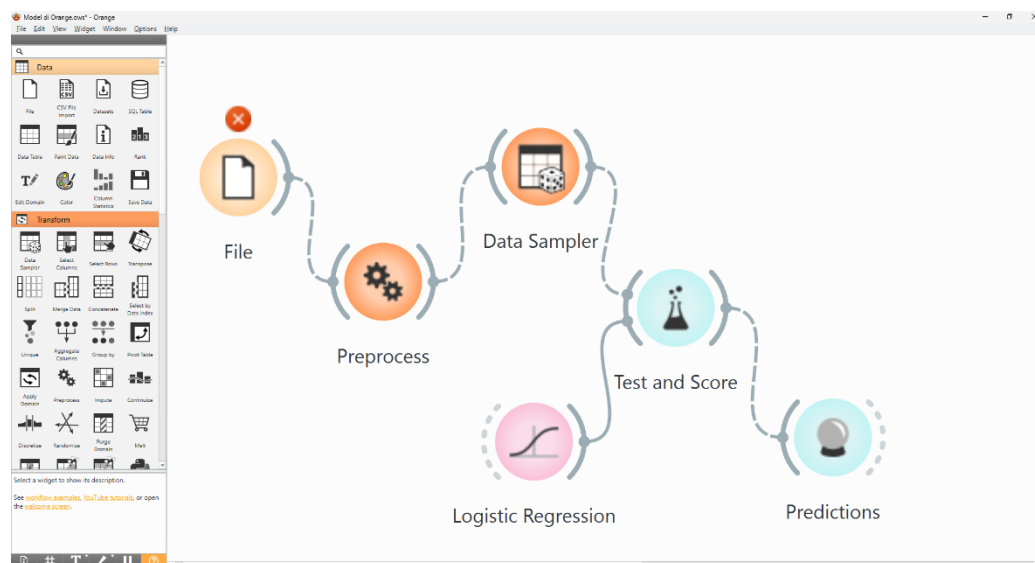 Model di Orange.ows* - Orange
File Edit View Widget Window Options Help
Data
File
CSV File
Import
Datasets
SQL Table
Data Table
Paint Data
Data Info
Rank
Edit Domain
Color
Column
Statistics
Save Data
Transform
Data
Sampler
Select
Columns
Select Rows
Transpose
Split
Merge Data
Concatenate
Select by
Data Index
Unique
Aggregate
Columns
Group by
Pivot Table
Apply
Domain
Preprocess
Impute
Continuize
Discretize
Randomize
Purge
Domain
Melt
Select a widget to show its description.
See workflow examples, YouTube tutorials, or open
the welcome screen.
File
Preprocess
Data Sampler
Test and Score
Logistic Regression
Predictions